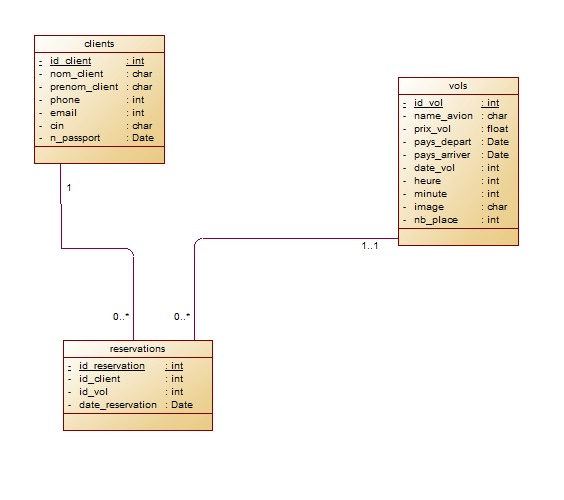 clients
- id_client : int
- nom_client : char
- prenom_client : char
- phone : int
- email : int
- cin : char
- n_passport : Date
vols
- id_vol : int
- name_avion : char
- prix_vol : float
- pays_depart : Date
- pays_arriver : Date
- date_vol : int
- heure : int
- minute : int
- image : char
- nb_place : int
1
1..1
0..*
0..*
reservations
- id_reservation : int
- id_client : int
- id_vol : int
- date_reservation : Date